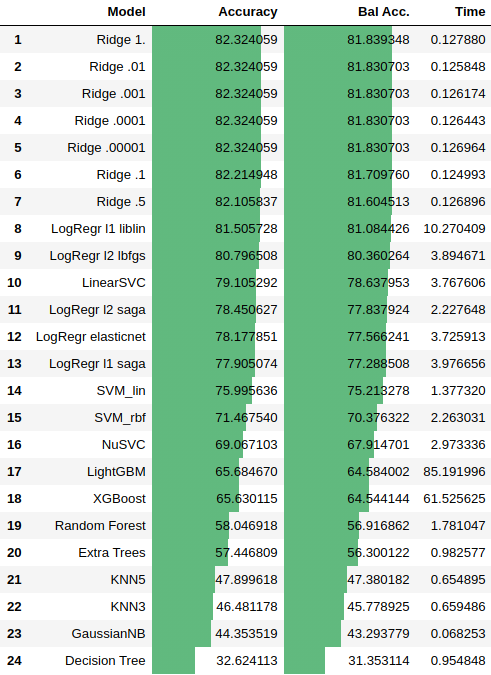 Model Accuracy Bal Acc. Time
1 Ridge 1. 82.324059 81.839348 0.127880
2 Ridge .01 82.324059 81.830703 0.125848
3 Ridge .001 82.324059 81.830703 0.126174
4 Ridge .0001 82.324059 81.830703 0.126443
5 Ridge .00001 82.324059 81.830703 0.126964
6 Ridge .1 82.214948 81.709760 0.124993
7 Ridge .5 82.105837 81.604513 0.126896
8 LogRegr l1 liblin 81.505728 81.084426 10.270409
9 LogRegr l2 lbfgs 80.796508 80.360264 3.894671
10 LinearSVC 79.105292 78.637953 3.767606
11 LogRegr l2 saga 78.450627 77.837924 2.227648
12 LogRegr elasticnet 78.177851 77.566241 3.725913
13 LogRegr l1 saga 77.905074 77.288508 3.976656
14 SVM_lin 75.995636 75.213278 1.377320
15 SVM_rbf 71.467540 70.376322 2.263031
16 NuSVC 69.067103 67.914701 2.973336
17 LightGBM 65.684670 64.584002 85.191996
18 XGBoost 65.630115 64.544144 61.525625
19 Random Forest 58.046918 56.916862 1.781047
20 Extra Trees 57.446809 56.300122 0.982577
21 KNN5 47.899618 47.380182 0.654895
22 KNN3 46.481178 45.778925 0.659486
23 GaussianNB 44.353519 43.293779 0.068253
24 Decision Tree 32.624113 31.353114 0.954848